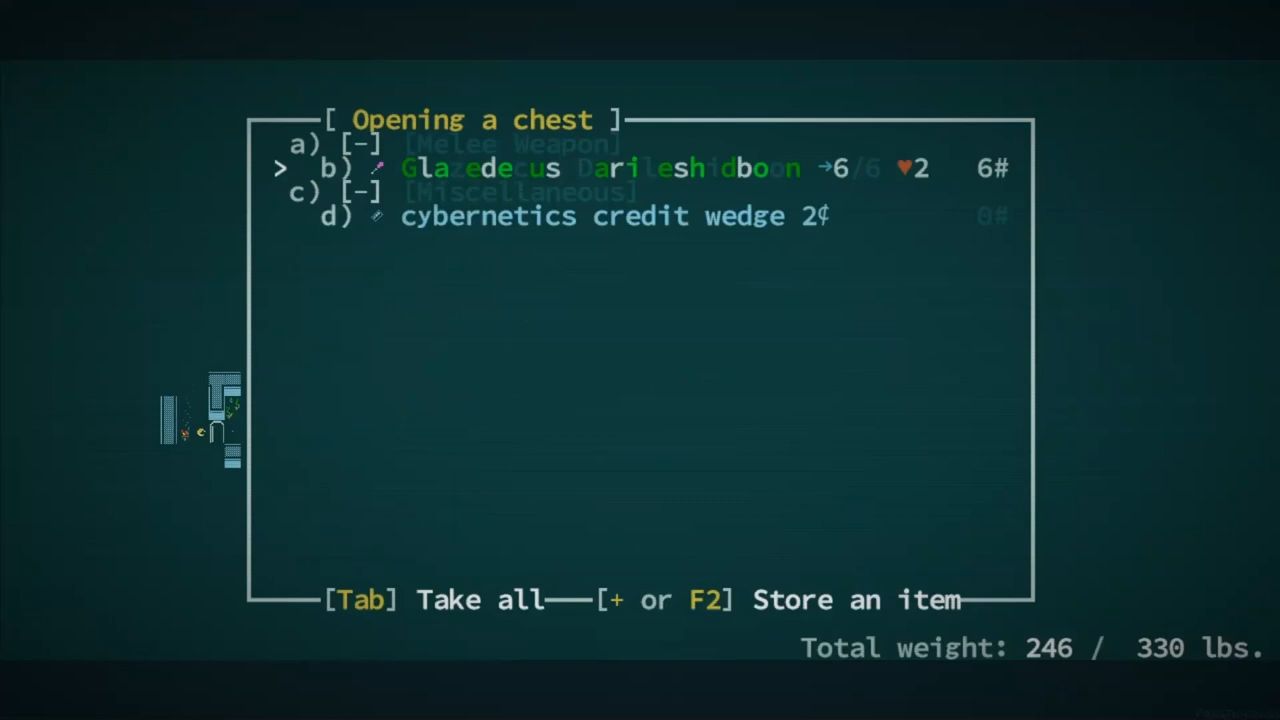 [ Opening a chest ]
a) [-] [Melee Weapon]
> b) Glazedecus Darileshidboon →6/6 ♥2 6#
c) [-] [Miscellaneous]
d) cybernetics credit wedge 2¢ 0#
[Tab] Take all [+ or F2] Store an item
Total weight: 246 / 330 lbs.